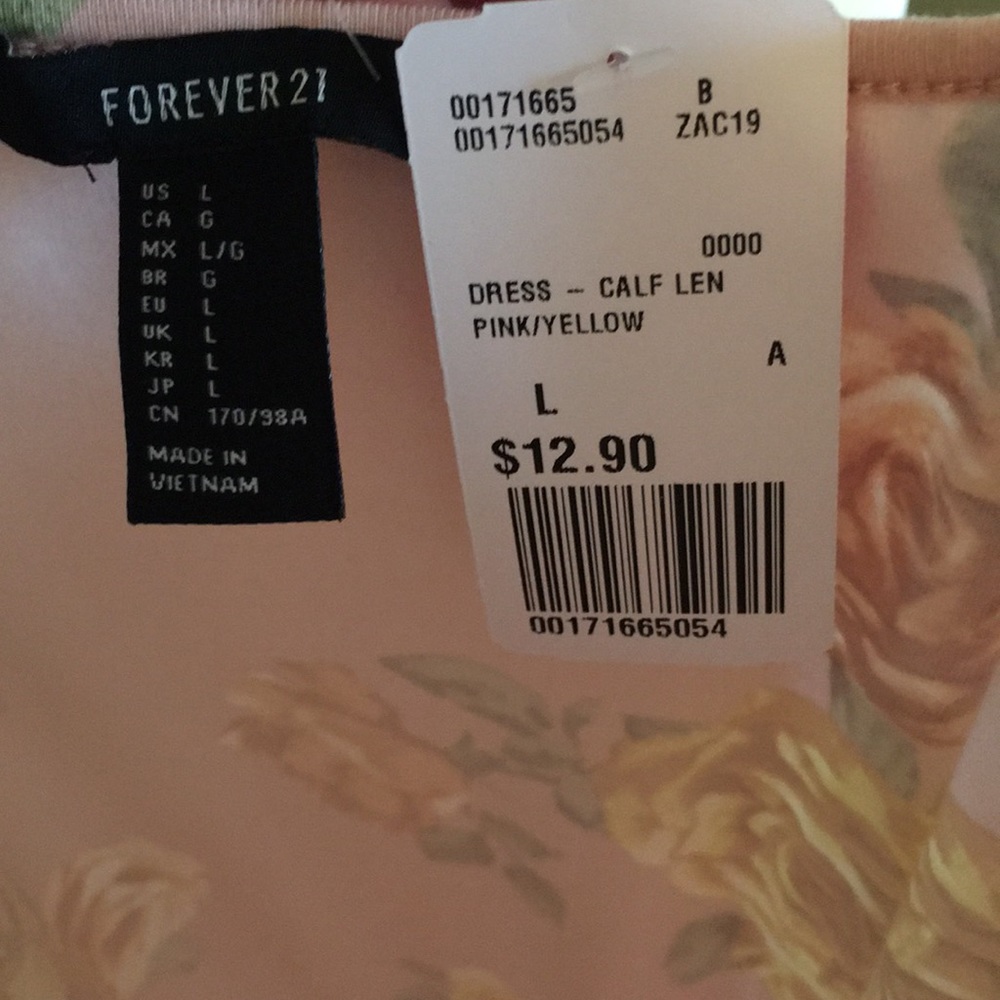 FOREVER 21
US L
CA G
MX L/G
BR G
EU L
UK L
KR L
JP L
CN 170/98A
MADE IN
VIETNAM
00171665 B
00171665054 ZAC19
0000
DRESS - CALF LEN
PINK/YELLOW
A
L
$12.90
00171665054